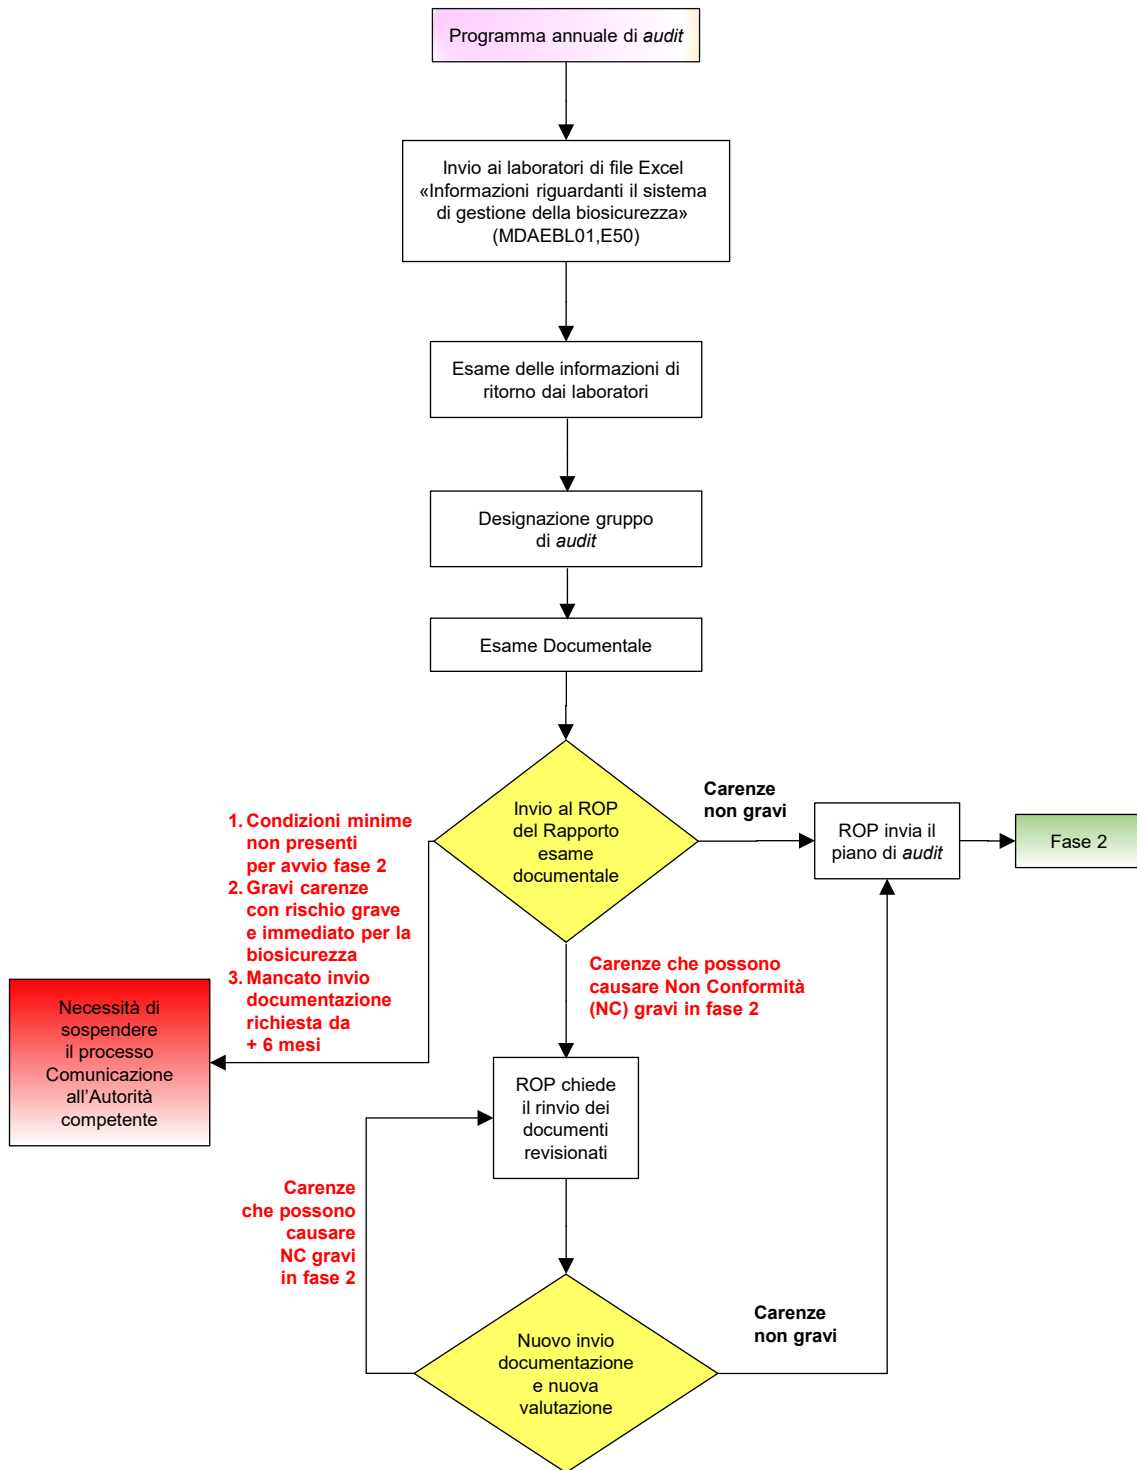 Programma annuale di audit
Invio ai laboratori di file Excel
«Informazioni riguardanti il sistema
di gestione della biosicurezza»
(MDAEBL01,E50)
Esame delle informazioni di
ritorno dai laboratori
Designazione gruppo
di audit
Esame Documentale
Invio al ROP
del Rapporto
esame
documentale
Carenze
non gravi
ROP invia il
piano di audit
Fase 2
1. Condizioni minime
non presenti
per avvio fase 2
2. Gravi carenze
con rischio grave
e immediato per la
biosicurezza
3. Mancato invio
documentazione
richiesta da
+ 6 mesi
Necessità di
sospendere
il processo
Comunicazione
all'Autorità
competente
Carenze che possono
causare Non Conformità
(NC) gravi in fase 2
ROP chiede
il rinvio dei
documenti
revisionati
Carenze
che possono
causare
NC gravi
in fase 2
Nuovo invio
documentazione
e nuova
valutazione
Carenze
non gravi